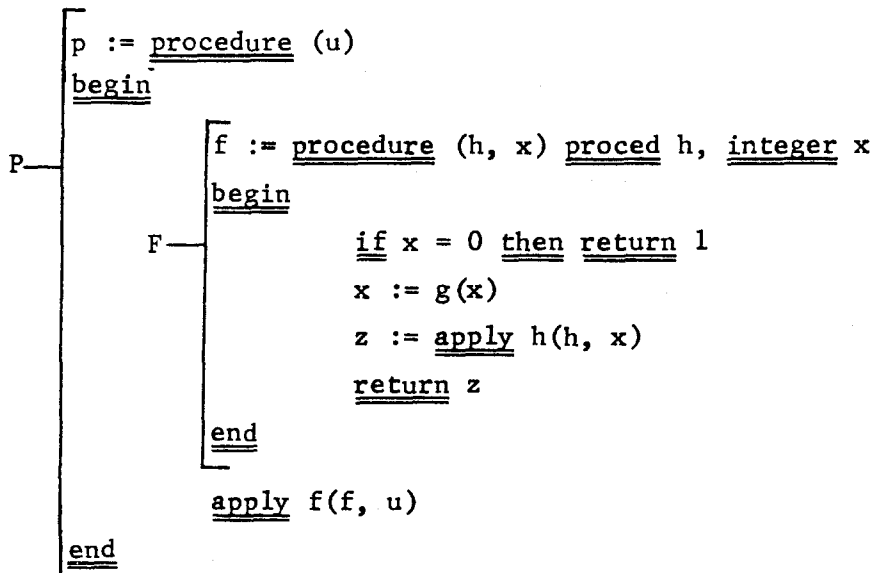 p := procedure (u)
begin
P
f := procedure (h, x) proced h, integer x
begin
F
if x = 0 then return 1
x := g(x)
z := apply h(h, x)
return z
end
apply f(f, u)
end